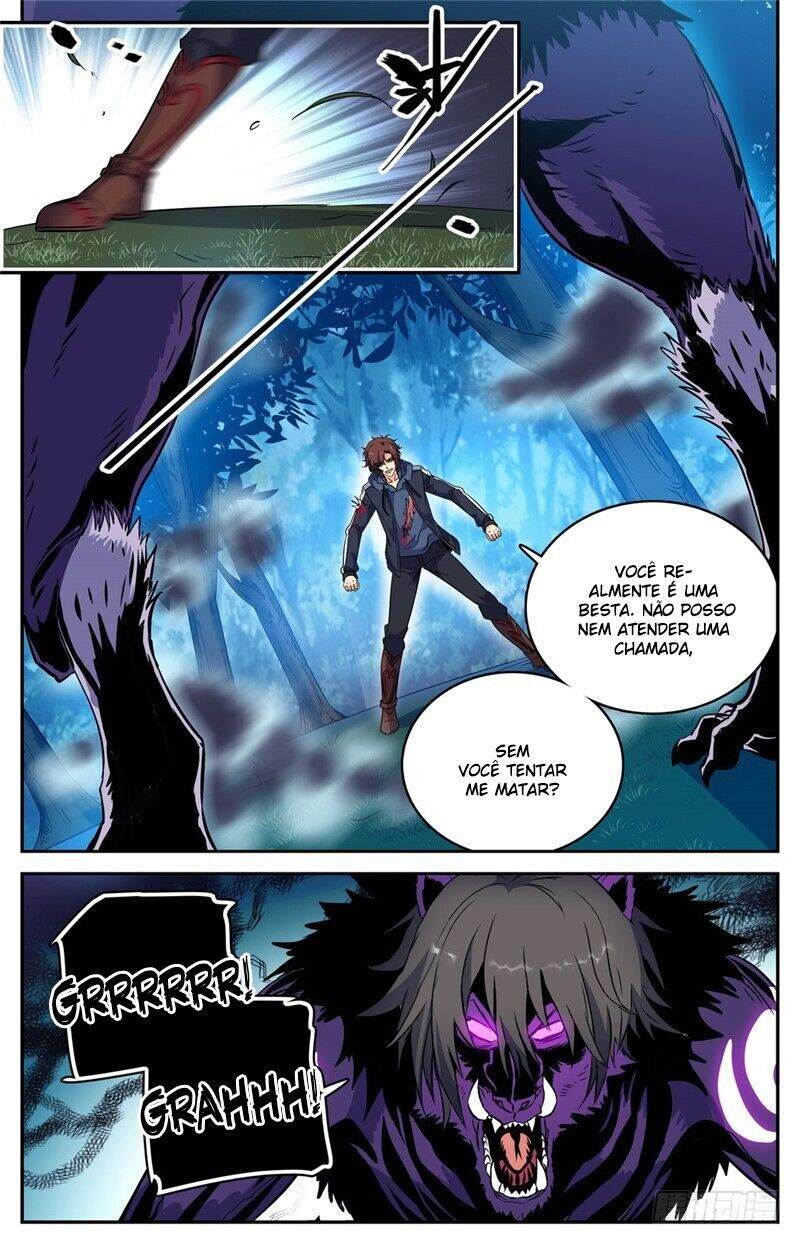 VOCÊ RE-
ALMENTE É UMA
BESTA. NÃO POSSO
NEM ATENDER UMA
CHAMADA,
SEM
VOCÊ TENTAR
ME MATAR?
GRRRRRR!
GRAHHH!